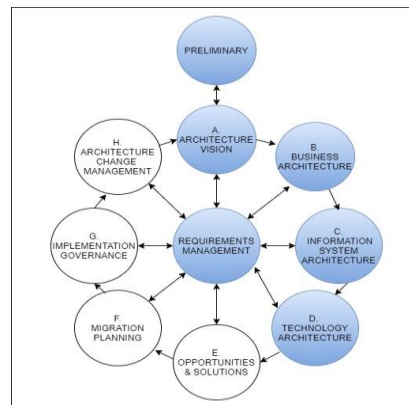 PRELIMINARY
A.
ARCHITECTURE
VISION
B.
BUSINESS
ARCHITECTURE
C.
INFORMATION
SYSTEM
ARCHITECTURE
D.
TECHNOLOGY
ARCHITECTURE
E.
OPPORTUNITIES
& SOLUTIONS
F.
MIGRATION
PLANNING
G.
IMPLEMENTATION
GOVERNANCE
H.
ARCHITECTURE
CHANGE
MANAGEMENT
REQUIREMENTS
MANAGEMENT